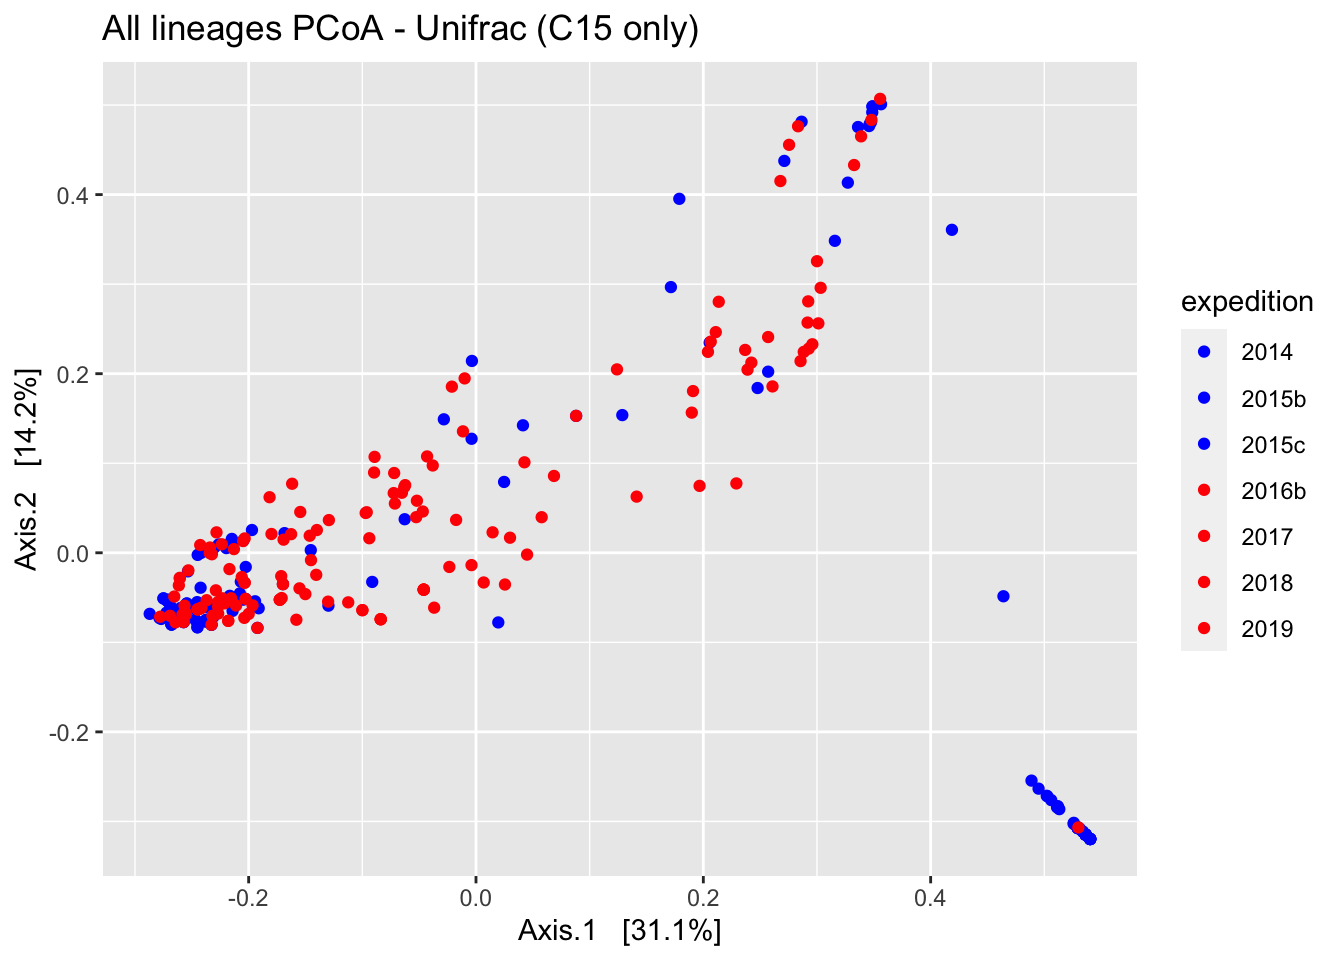 All lineages PCoA - Unifrac (C15 only)
Axis.2 [14.2%]
0.4
0.2
0.0
-0.2
-0.2
0.0
0.2
0.4
Axis.1 [31.1%]
expedition
2014
2015b
2015c
2016b
2017
2018
2019